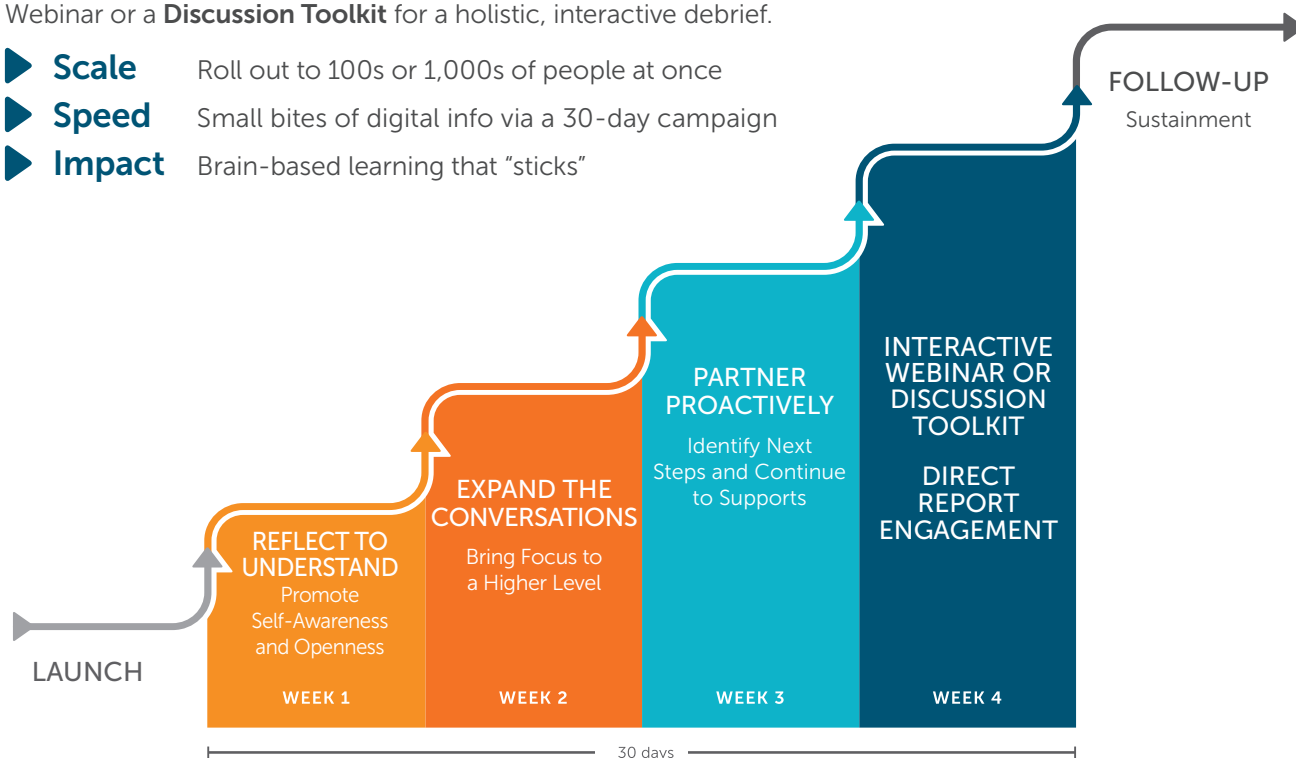 Webinar or a Discussion Toolkit for a holistic, interactive debrief.
Scale Roll out to 100s or 1,000s of people at once
Speed Small bites of digital info via a 30-day campaign
Impact Brain-based learning that “sticks”
FOLLOW-UP
Sustainment
INTERACTIVE
WEBINAR OR
DISCUSSION
TOOLKIT
DIRECT
REPORT
ENGAGEMENT
WEEK 4
PARTNER
PROACTIVELY
Identify Next
Steps and Continue
to Supports
WEEK 3
EXPAND THE
CONVERSATIONS
Bring Focus to
a Higher Level
WEEK 2
REFLECT TO
UNDERSTAND
Promote
Self-Awareness
and Openness
WEEK 1
LAUNCH
30 days